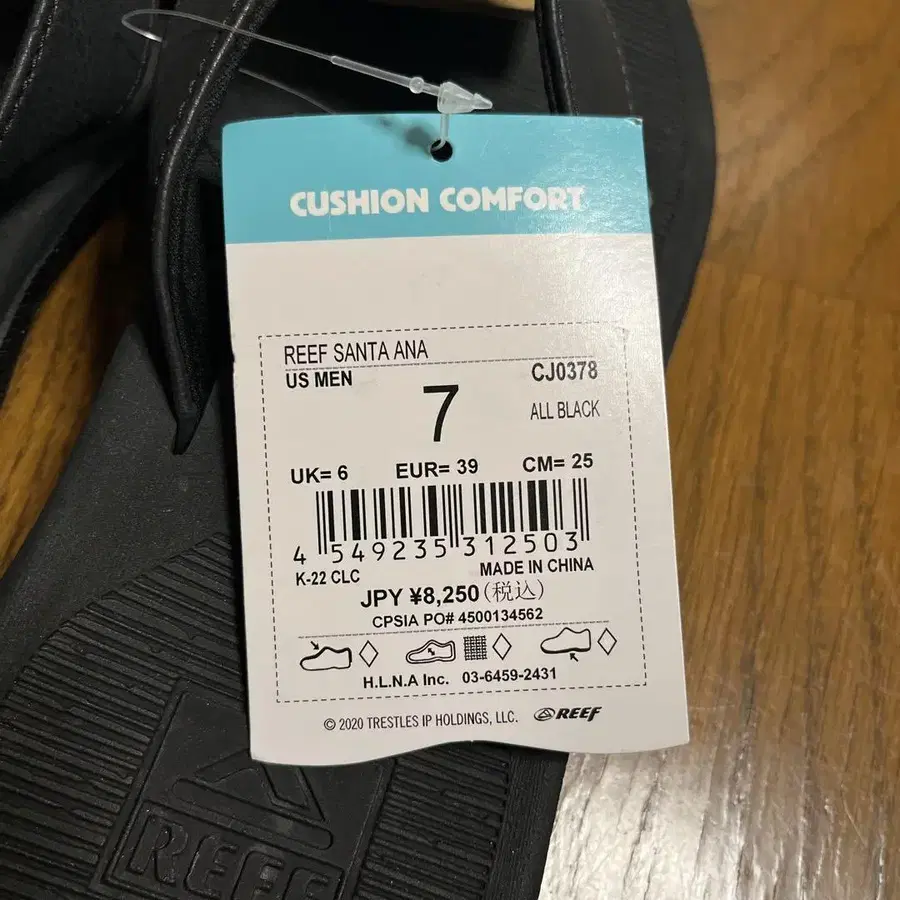 CUSHION COMFORT
REEF SANTA ANA
US MEN
7
CJ0378
ALL BLACK
UK= 6 EUR= 39 CM= 25
4 549235 312503
K-22 CLC
MADE IN CHINA
JPY ¥8,250(税込)
CPSIA PO# 4500134562
H.L.N.A Inc. 03-6459-2431
© 2020 TRESTLES IP HOLDINGS, LLC. REEF
REEF